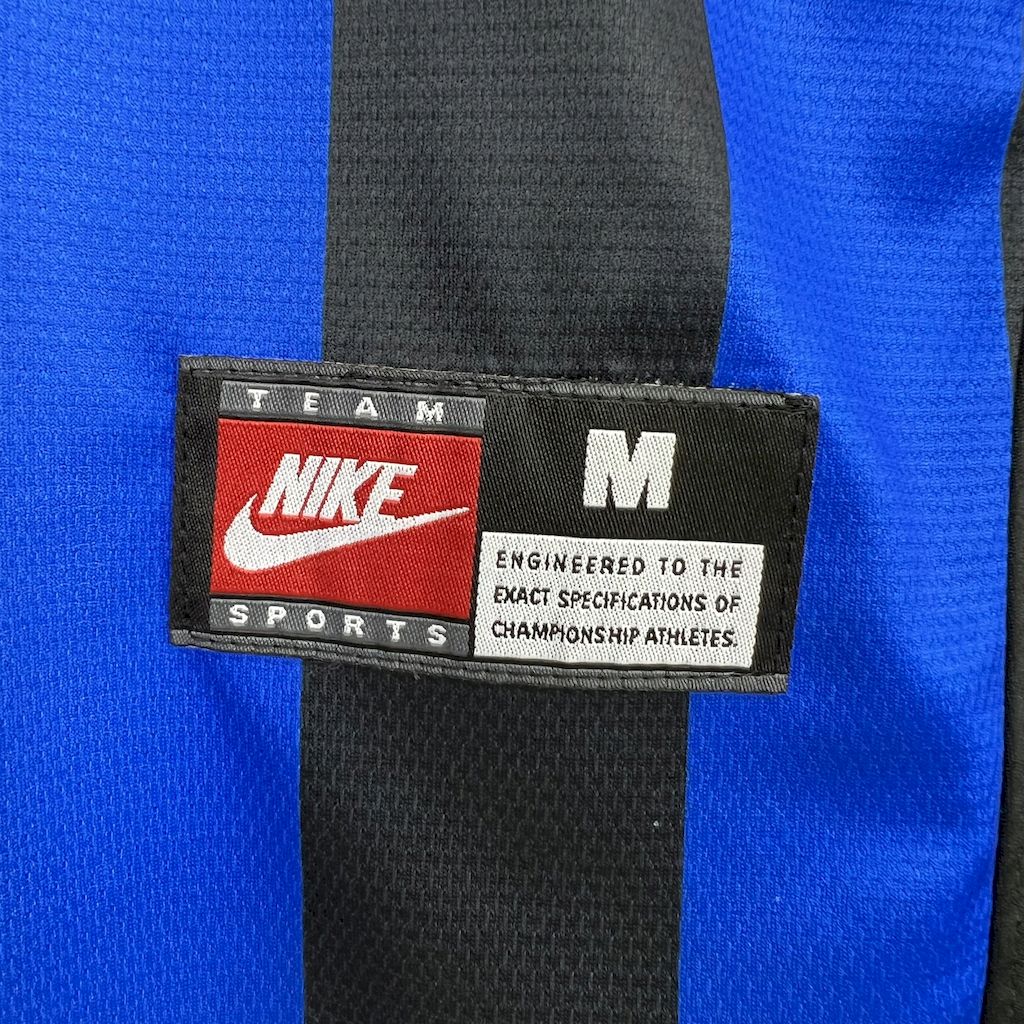 TEAM
NIKE
SPORTS
M
ENGINEERED TO THE
EXACT SPECIFICATIONS OF
CHAMPIONSHIP ATHLETES.